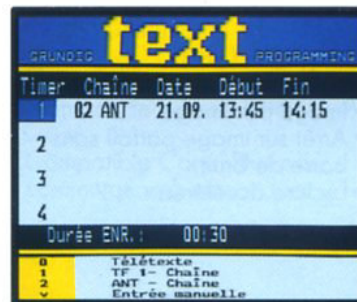 GRUNDIG text PROGRAMMING
Timer Chaîne Date Début Fin
1 02 ANT 21.09. 13:45 14:15
2
3
4
Durée ENR.: 00:30
0 Télétexte
1 TF 1- Chaîne
2 ANT - Chaîne
v Entrée manuelle